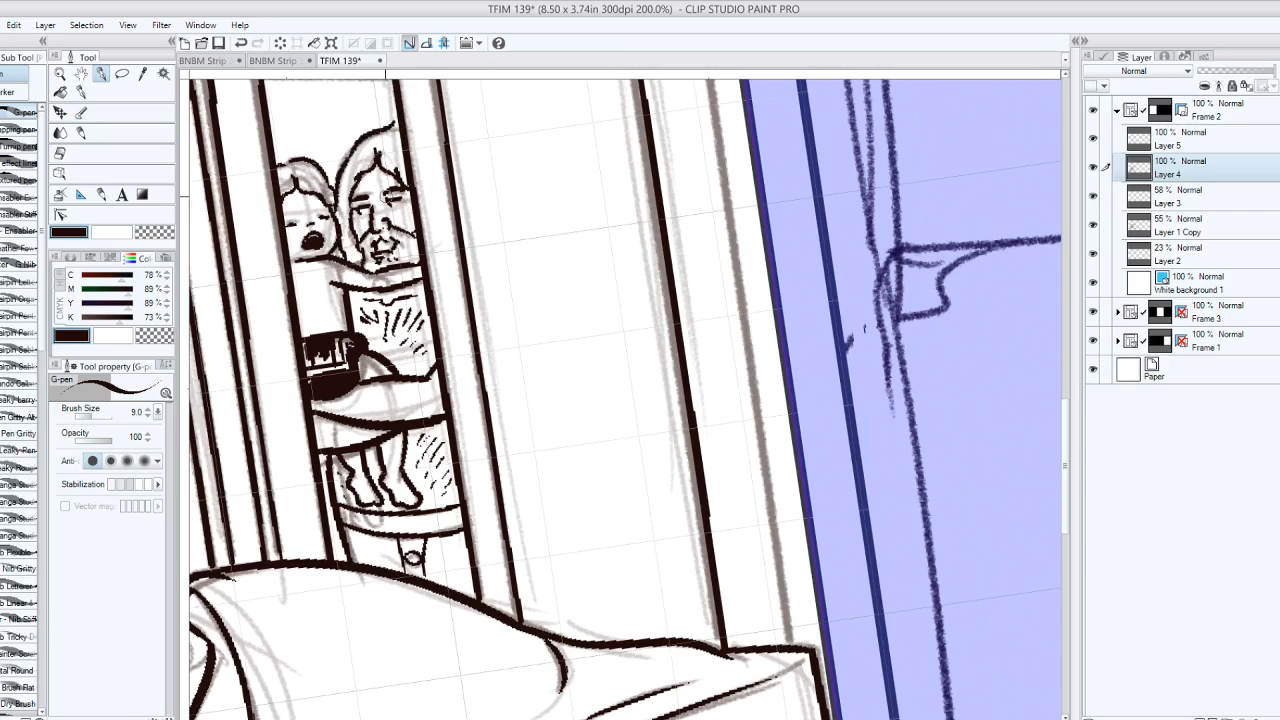 TFIM 139* (8.50 x 3.74in 300dpi 200.0%) - CLIP STUDIO PAINT PRO
Edit Layer Selection View Filter Window Help
Sub Tool Tool
BNBM Strip BNBM Strip TFIM 139*
Layer
Normal
100 % Normal
Frame 2
100 % Normal
Layer 5
100 % Normal
Layer 4
58 % Normal
Layer 3
55 % Normal
Layer 1 Copy
23 % Normal
Layer 2
100 % Normal
White background 1
100 % Normal
Frame 3
100 % Normal
Frame 1
Paper
C 78 %
M 89 %
Y 89 %
K 73 %
CMYK
Tool property [G-pe
G-pen
Brush Size 9.0
Opacity 100
Anti-
Stabilization
Vector mag